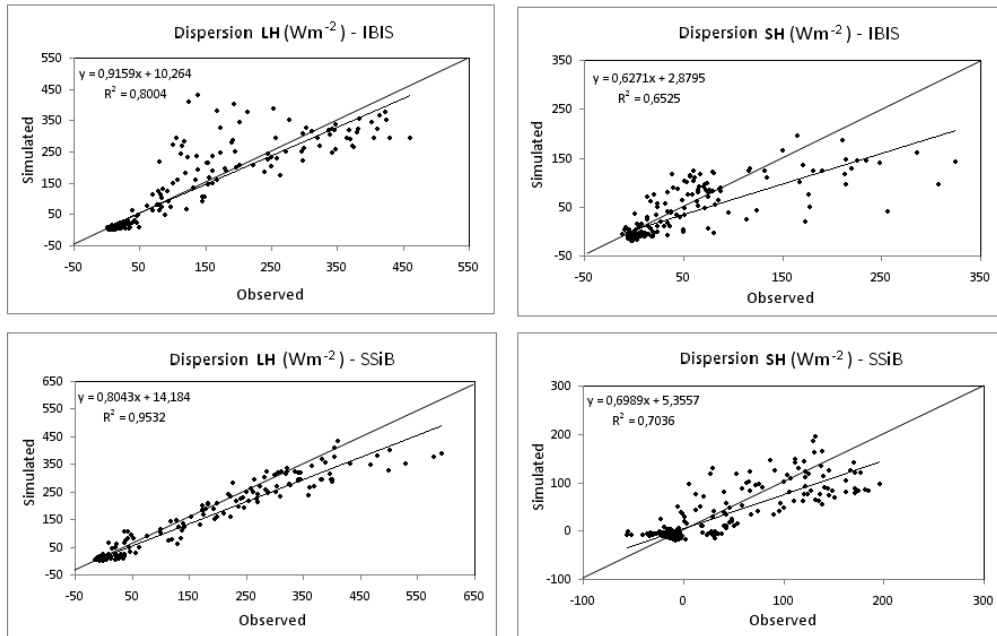 Dispersion LH (Wm-2) - IBIS
550
450
350
250
150
50
-50
y = 0,9159x + 10,264
R2 = 0,8004
Simulated
-50 50 150 250 350 450 550
Observed
Dispersion SH (Wm-2) - IBIS
350
250
150
50
-50
y = 0,6271x + 2,8795
R2 = 0,6525
Simulated
-50 50 150 250 350
Observed
Dispersion LH (Wm-2) - SSiB
650
550
450
350
250
150
50
-50
y = 0,8043x + 14,184
R2 = 0,9532
Simulated
-50 50 150 250 350 450 550 650
Observed
Dispersion SH (Wm-2) - SSiB
300
200
100
0
-100
y = 0,6989x + 5,3557
R2 = 0,7036
Simulated
-100 0 100 200 300
Observed